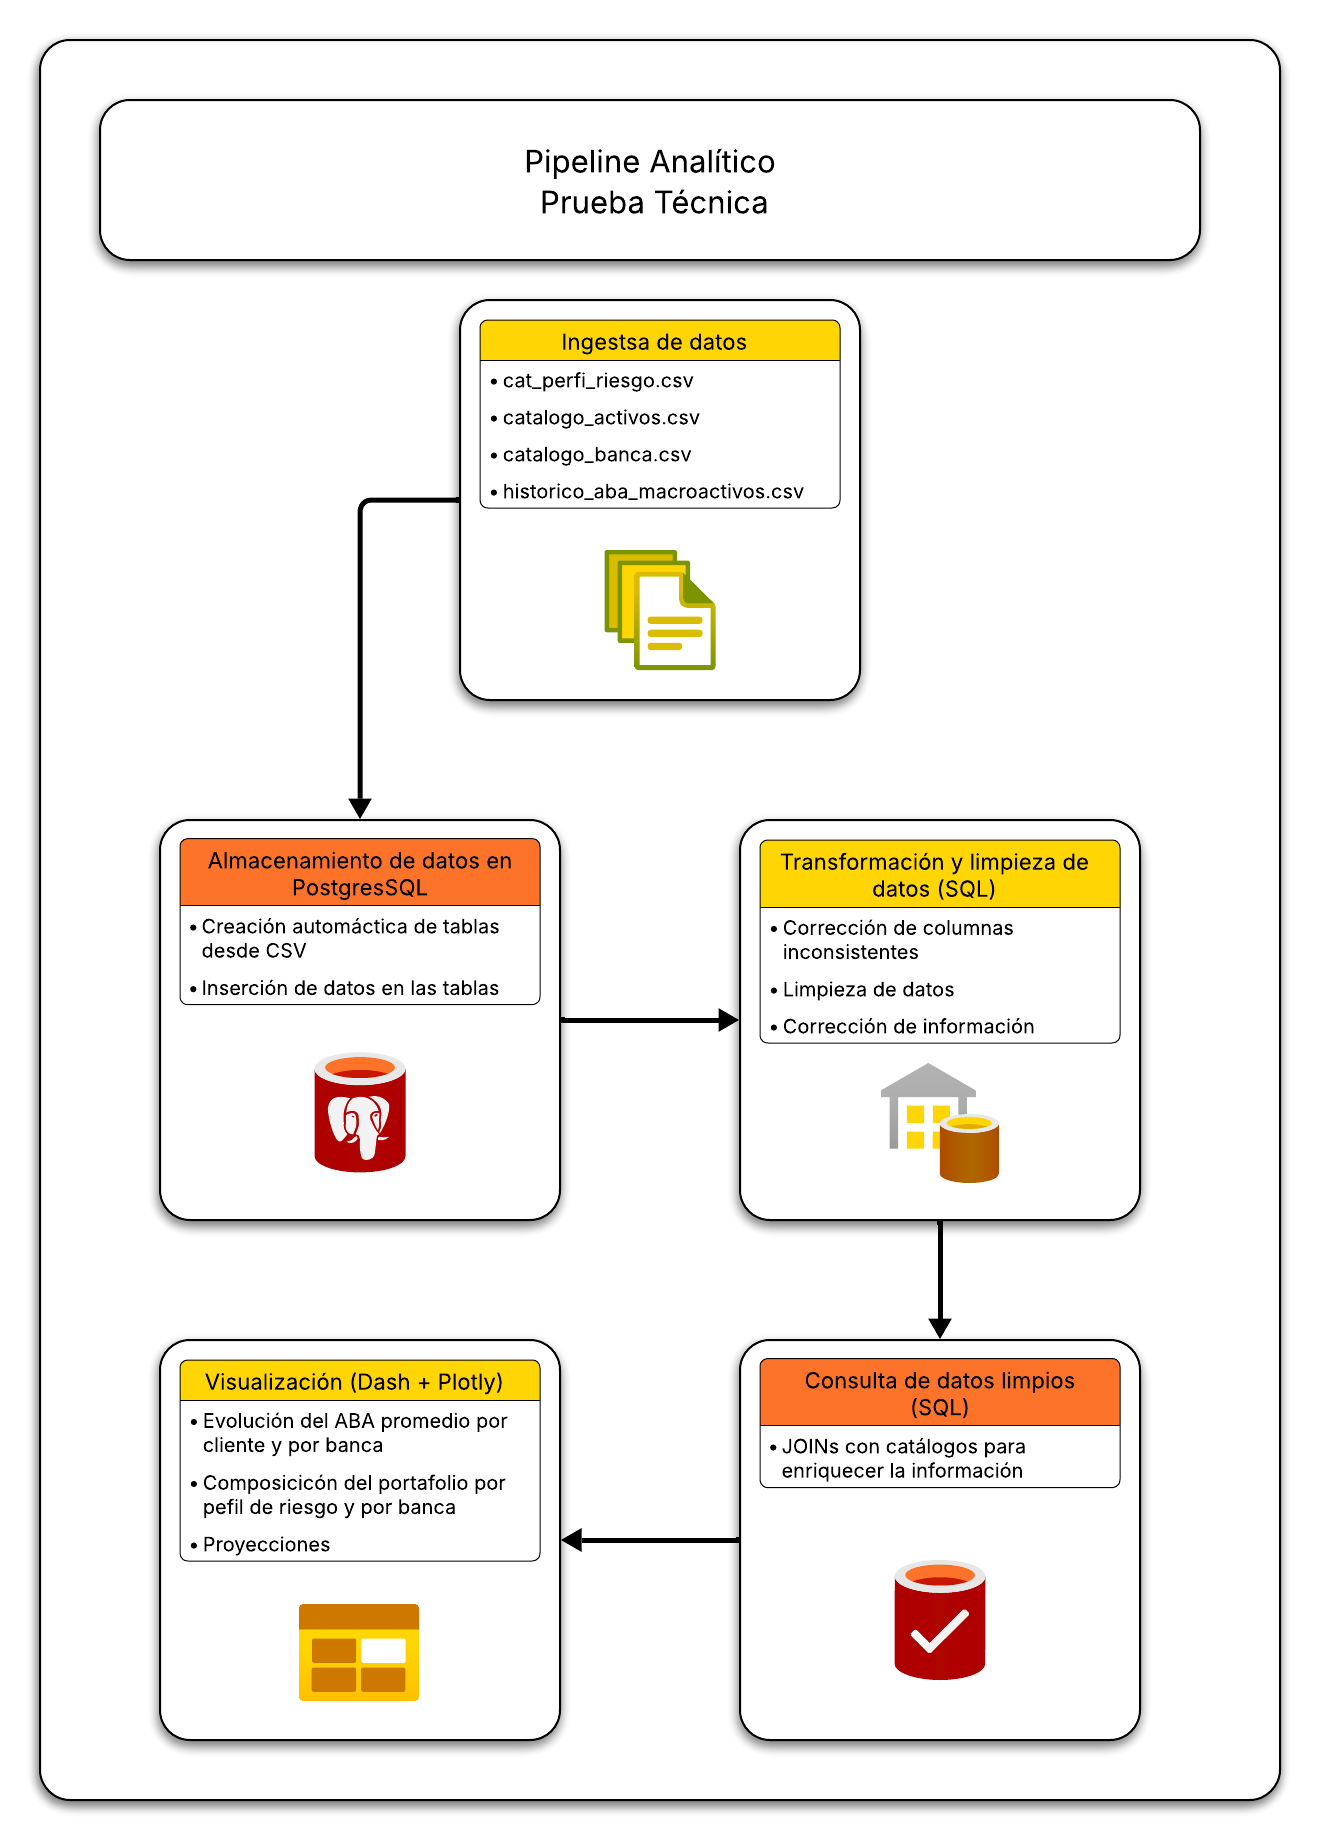 Pipeline Analítico
Prueba Técnica
Ingestsa de datos
• cat_perfi_riesgo.csv
• catalogo_activos.csv
• catalogo_banca.csv
• historico_aba_macroactivos.csv
Almacenamiento de datos en
PostgresSQL
• Creación automáctica de tablas
desde CSV
• Inserción de datos en las tablas
Transformación y limpieza de
datos (SQL)
• Corrección de columnas
inconsistentes
• Limpieza de datos
• Corrección de información
Visualización (Dash + Plotly)
• Evolución del ABA promedio por
cliente y por banca
• Composicicón del portafolio por
pefil de riesgo y por banca
• Proyecciones
Consulta de datos limpios
(SQL)
• JOINs con catálogos para
enriquecer la información